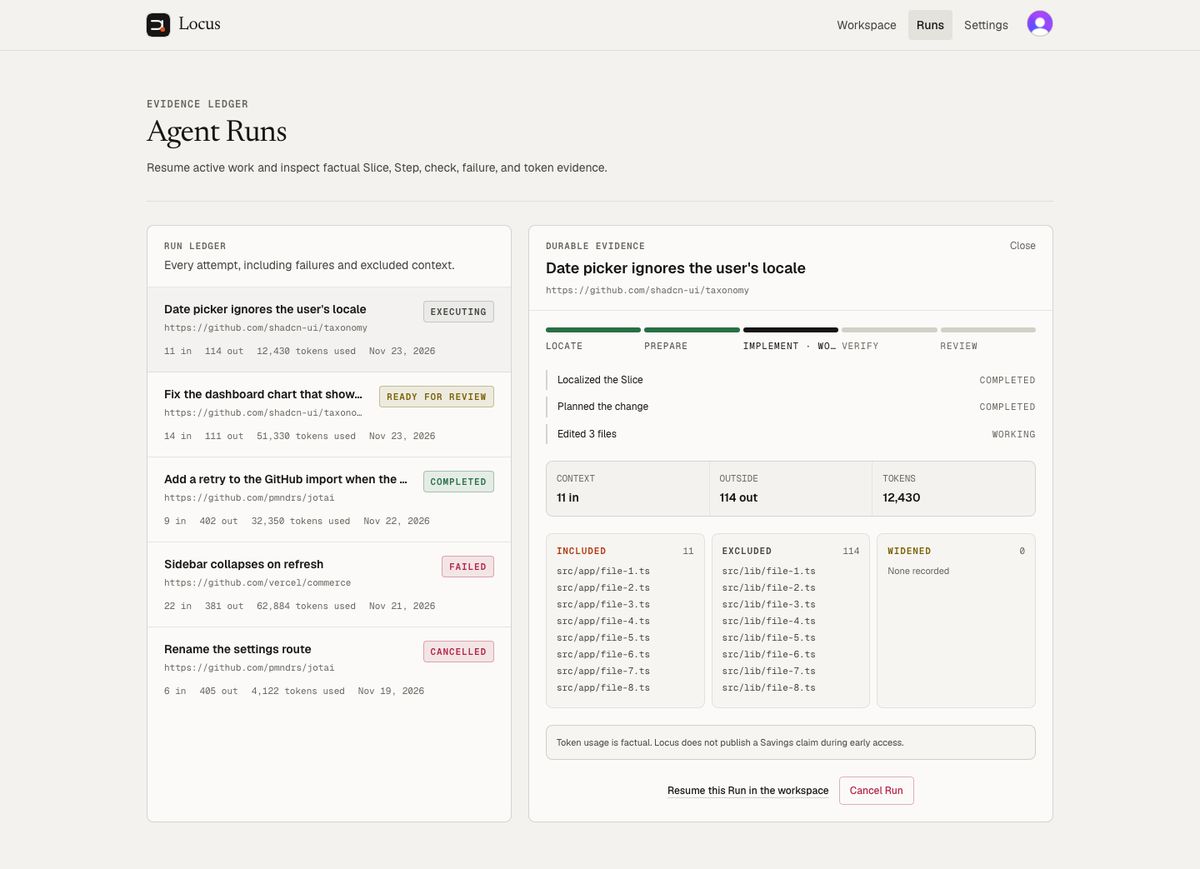 Locus
Workspace Runs Settings
EVIDENCE LEDGER
Agent Runs
Resume active work and inspect factual Slice, Step, check, failure, and token evidence.
RUN LEDGER
Every attempt, including failures and excluded context.
Date picker ignores the user's locale EXECUTING
https://github.com/shadcn-ui/taxonomy
11 in 114 out 12,430 tokens used Nov 23, 2026
Fix the dashboard chart that show... READY FOR REVIEW
https://github.com/shadcn-ui/taxono...
14 in 111 out 51,330 tokens used Nov 23, 2026
Add a retry to the GitHub import when the ... COMPLETED
https://github.com/pmndrs/jotai
9 in 402 out 32,350 tokens used Nov 22, 2026
Sidebar collapses on refresh FAILED
https://github.com/vercel/commerce
22 in 381 out 62,884 tokens used Nov 21, 2026
Rename the settings route CANCELLED
https://github.com/pmndrs/jotai
6 in 405 out 4,122 tokens used Nov 19, 2026
DURABLE EVIDENCE Close
Date picker ignores the user's locale
https://github.com/shadcn-ui/taxonomy
LOCATE PREPARE IMPLEMENT · WO... VERIFY REVIEW
Localized the Slice COMPLETED
Planned the change COMPLETED
Edited 3 files WORKING
CONTEXT OUTSIDE TOKENS
11 in 114 out 12,430
INCLUDED 11 EXCLUDED 114 WIDENED 0
src/app/file-1.ts src/lib/file-1.ts None recorded
src/app/file-2.ts src/lib/file-2.ts
src/app/file-3.ts src/lib/file-3.ts
src/app/file-4.ts src/lib/file-4.ts
src/app/file-5.ts src/lib/file-5.ts
src/app/file-6.ts src/lib/file-6.ts
src/app/file-7.ts src/lib/file-7.ts
src/app/file-8.ts src/lib/file-8.ts
Token usage is factual. Locus does not publish a Savings claim during early access.
Resume this Run in the workspace Cancel Run